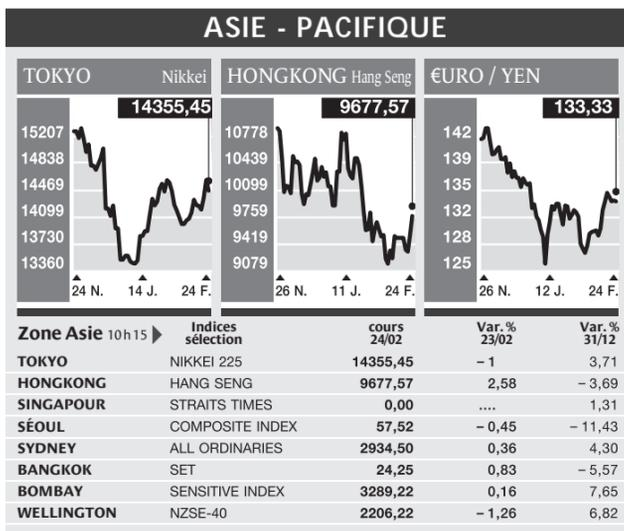 ASIE - PACIFIQUE
TOKYO Nikkei
14355,45
15207
14838
14469
14099
13730
13360
24 N. 14 J. 24 F.
HONGKONG Hang Seng
9677,57
10778
10439
10099
9759
9419
9079
26 N. 11 J. 24 F.
€URO / YEN
133,33
142
139
135
132
128
125
26 N. 12 J. 24 F.
Zone Asie 10h15 Indices sélection cours 24/02 Var. % 23/02 Var. % 31/12
TOKYO NIKKEI 225 14355,45 – 1 3,71
HONGKONG HANG SENG 9677,57 2,58 – 3,69
SINGAPOUR STRAITS TIMES 0,00 .... 1,31
SÉOUL COMPOSITE INDEX 57,52 – 0,45 – 11,43
SYDNEY ALL ORDINARIES 2934,50 0,36 4,30
BANGKOK SET 24,25 0,83 – 5,57
BOMBAY SENSITIVE INDEX 3289,22 0,16 7,65
WELLINGTON NZSE-40 2206,22 – 1,26 6,82